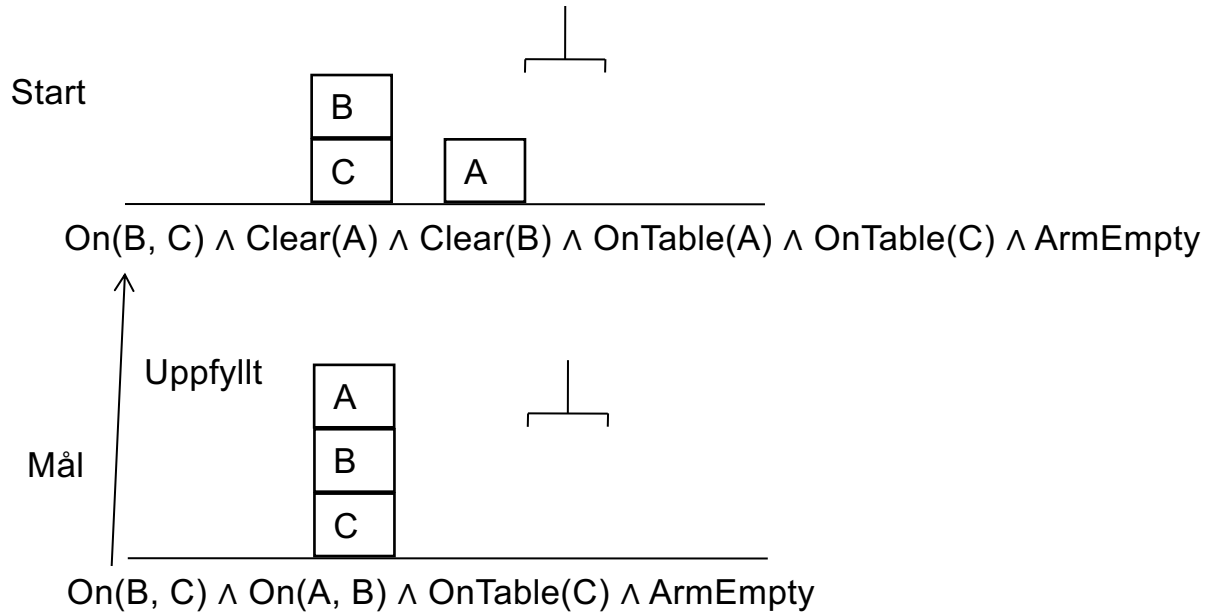 Start
B
C
A
On(B, C) ∧ Clear(A) ∧ Clear(B) ∧ OnTable(A) ∧ OnTable(C) ∧ ArmEmpty
Uppfyllt
A
Mål
B
C
On(B, C) ∧ On(A, B) ∧ OnTable(C) ∧ ArmEmpty